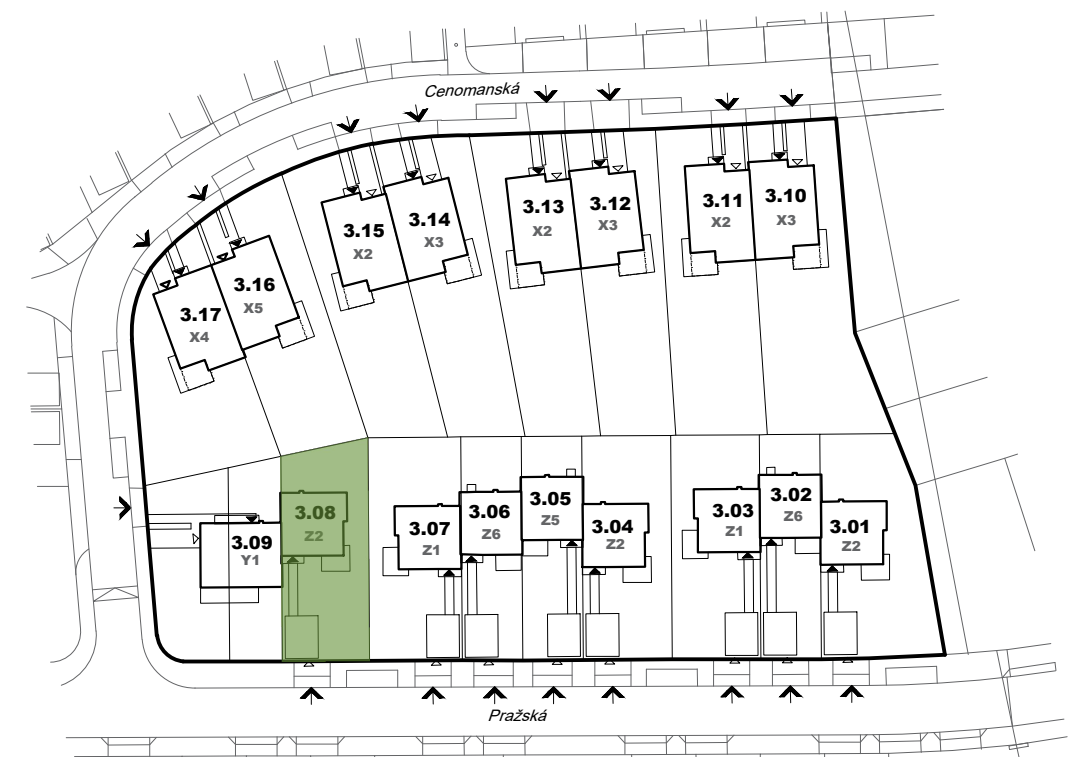 Cenomanská
3.15
X2
3.14
X3
3.13
X2
3.12
X3
3.11
X2
3.10
X3
3.17
X4
3.16
X5
3.09
Y1
3.08
Z2
3.07
Z1
3.06
Z6
3.05
Z5
3.04
Z2
3.03
Z1
3.02
Z6
3.01
Z2
Pražská